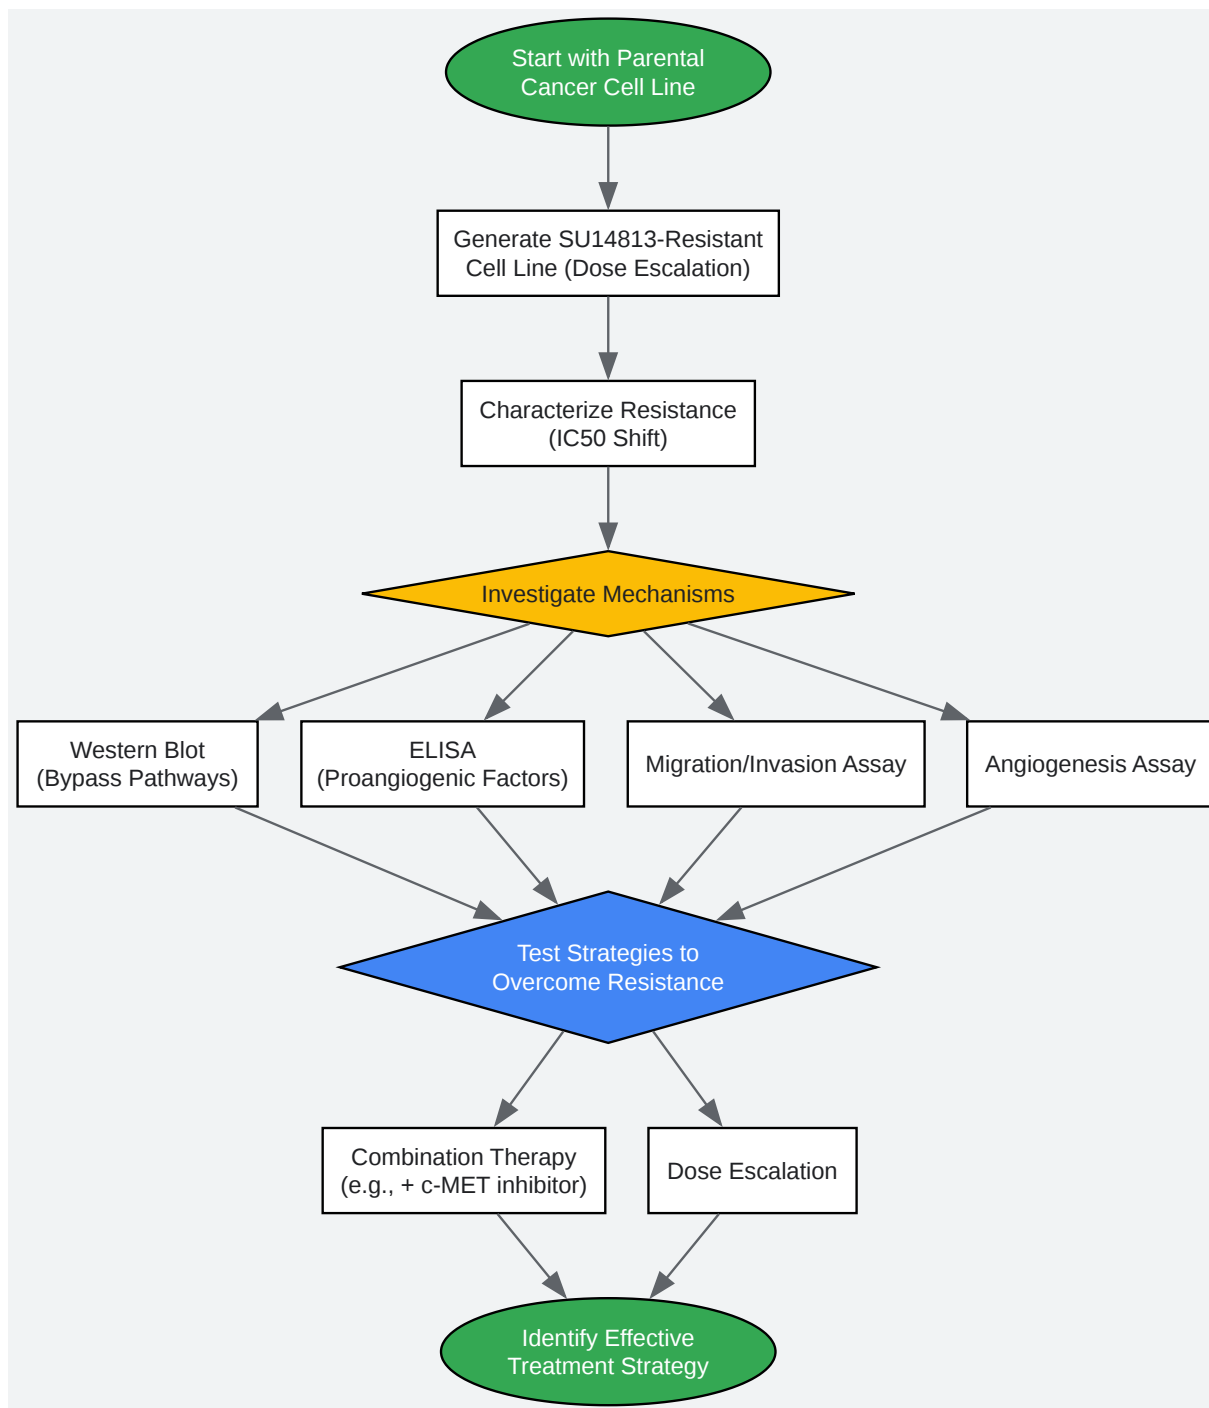 Start with Parental
Cancer Cell Line
Generate SU14813-Resistant
Cell Line (Dose Escalation)
Characterize Resistance
(IC50 Shift)
Investigate Mechanisms
Western Blot
(Bypass Pathways)
ELISA
(Proangiogenic Factors)
Migration/Invasion Assay
Angiogenesis Assay
Test Strategies to
Overcome Resistance
Combination Therapy
(e.g., + c-MET inhibitor)
Dose Escalation
Identify Effective
Treatment Strategy